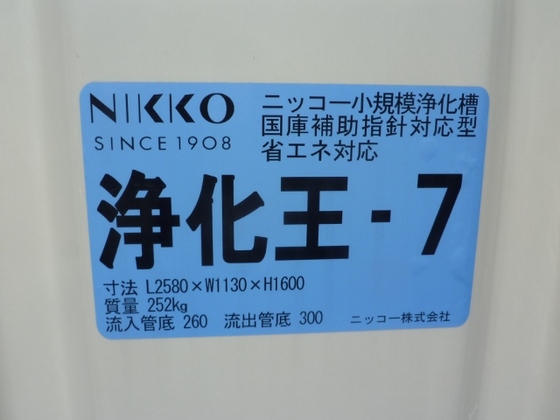 NIKKO
SINCE 1908
ニッコー小規模浄化槽
国庫補助指針対応型
省エネ対応
浄化王-7
寸法 L2580×W1130×H1600
質量 252kg
流入管底 260 流出管底 300
ニッコー株式会社